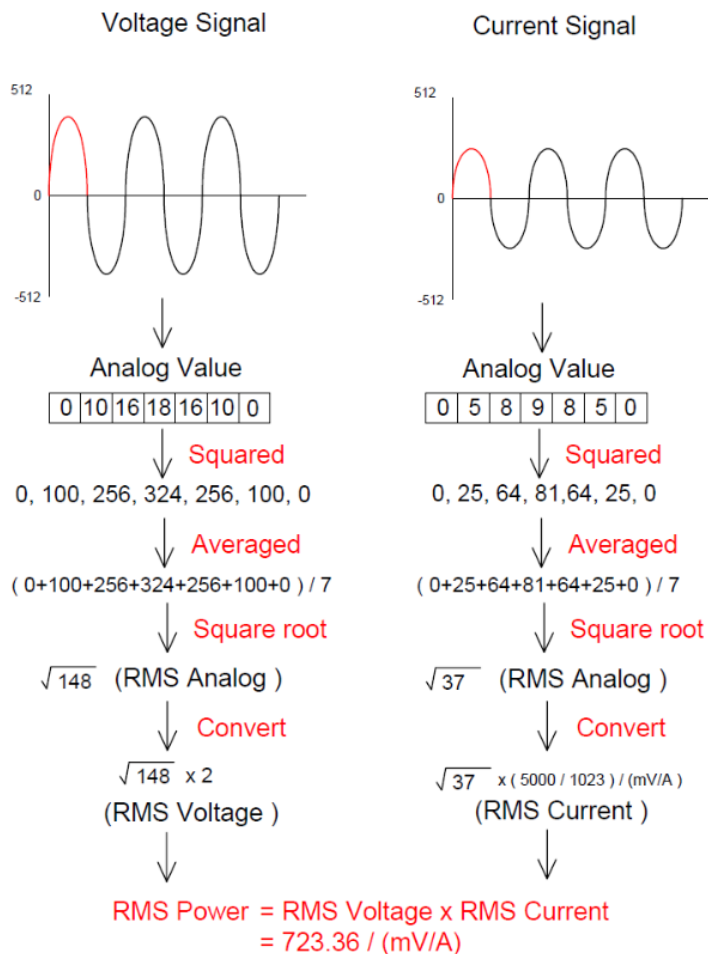 Voltage Signal
512
0
-512
Analog Value
0 10 16 18 16 10 0
Squared
0, 100, 256, 324, 256, 100, 0
Averaged
( 0+100+256+324+256+100+0 ) / 7
Square root
√148 (RMS Analog )
Convert
√148 x 2
(RMS Voltage )
Current Signal
512
0
-512
Analog Value
0 5 8 9 8 5 0
Squared
0, 25, 64, 81,64, 25, 0
Averaged
( 0+25+64+81+64+25+0 ) / 7
Square root
√37 (RMS Analog )
Convert
√37 x ( 5000 / 1023 ) / (mV/A )
(RMS Current )
RMS Power = RMS Voltage x RMS Current
= 723.36 / (mV/A)